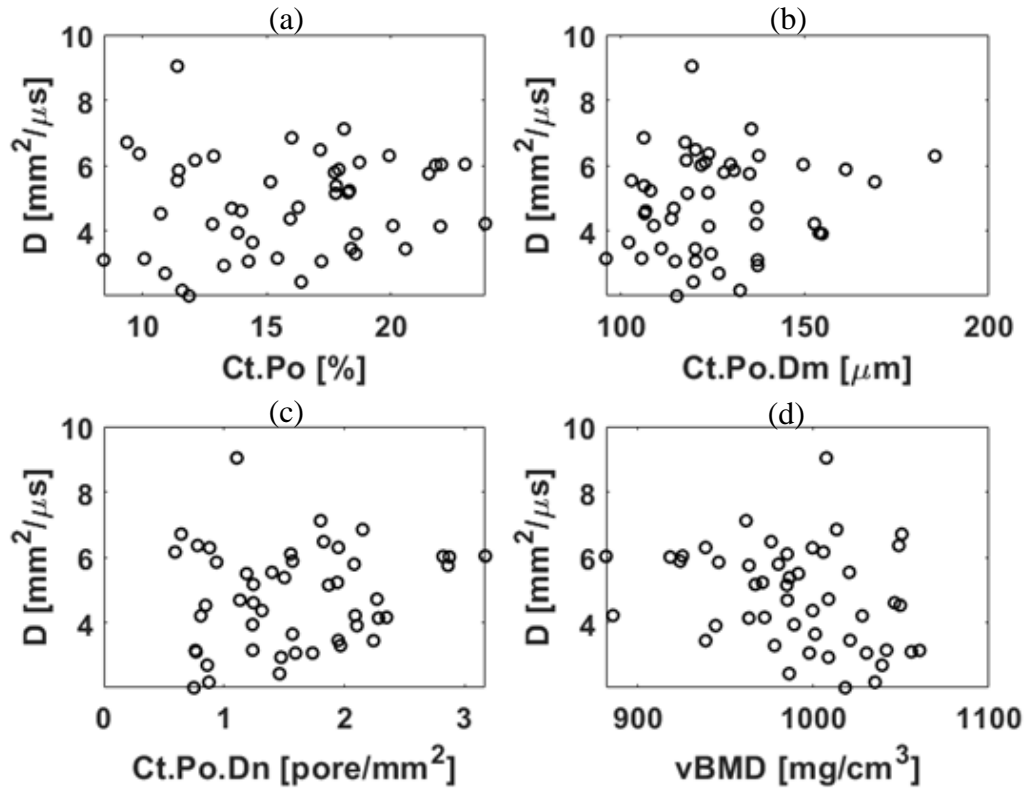 (a)
10
8
6
4
D [mm²/μs]
10 15 20
Ct.Po [%]
(b)
10
8
6
4
D [mm²/μs]
100 150 200
Ct.Po.Dm [μm]
(c)
10
8
6
4
2
D [mm²/μs]
0 1 2 3
Ct.Po.Dn [pore/mm²]
(d)
10
8
6
4
2
D [mm²/μs]
900 1000 1100
vBMD [mg/cm³]